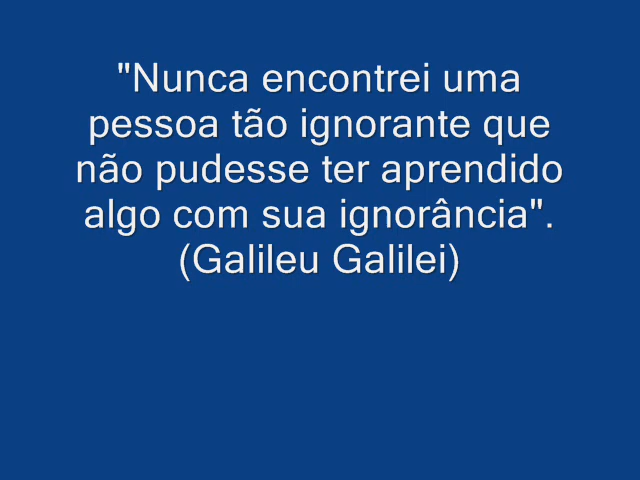 "Nunca encontrei uma
pessoa tão ignorante que
não pudesse ter aprendido
algo com sua ignorância".
(Galileu Galilei)